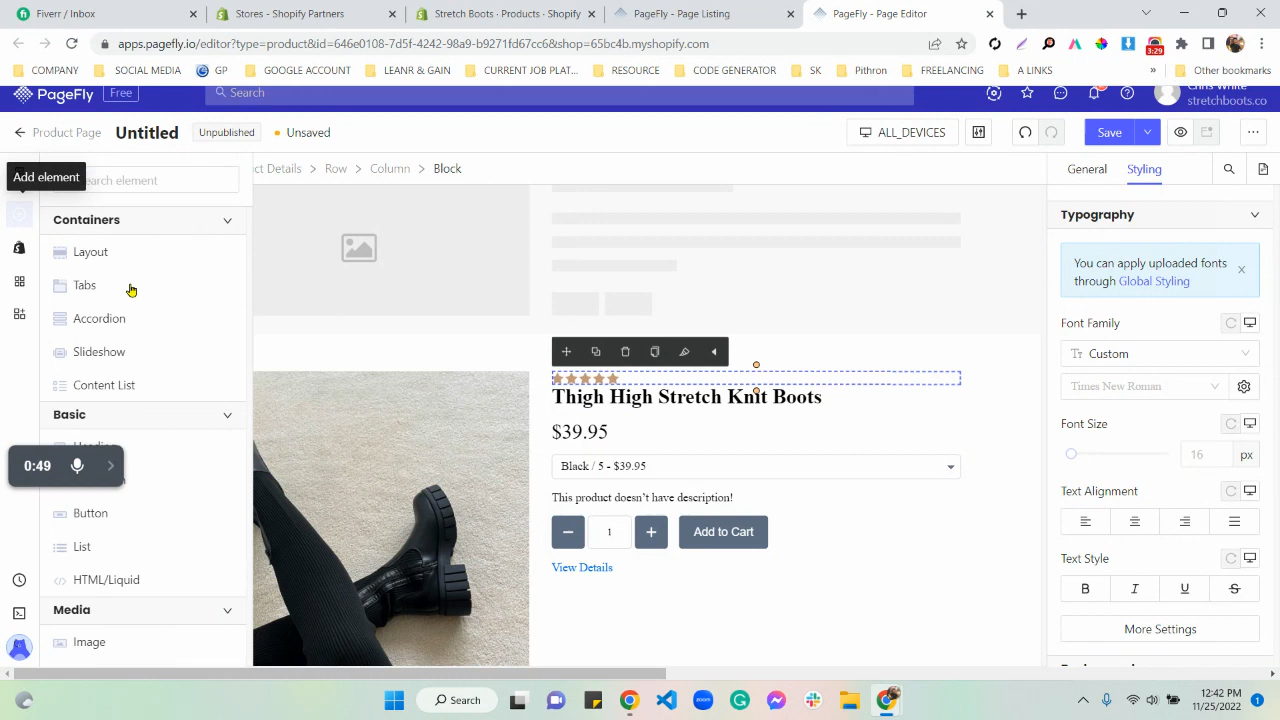 Fiverr / Inbox
Stores - Shopify Partners
Stretch Boots · Products · Shopify
PageFly - Page Listing
PageFly - Page Editor
apps.pagefly.io/editor?type=product&id=646e0108-7d5f-4242-90a9-b9271fd67cc6&shop=65bc4b.myshopify.com
3:29
COMPANY
SOCIAL MEDIA
GP
GOOGLE ACCOUNT
LEANR & GAIN
CURRENT JOB PLAT...
RESOURCE
CODE GENERATOR
SK
Pithron
FREELANCING
A LINKS
»
Other bookmarks
PageFly
Free
Search
Chris White
stretchboots.co
Product Page
Untitled
Unpublished
Unsaved
ALL_DEVICES
Save
Add element
search element
ct Details > Row > Column > Block
General
Styling
Containers
Layout
Tabs
Accordion
Slideshow
Content List
Basic
Heading
0:49
Button
List
HTML/Liquid
Media
Image
Thigh High Stretch Knit Boots
$39.95
Black / 5 - $39.95
This product doesn't have description!
1
Add to Cart
View Details
Typography
You can apply uploaded fonts
through Global Styling
Font Family
Tт Custom
Times New Roman
Font Size
16
px
Text Alignment
Text Style
B
I
U
S
More Settings
Search
zoom
12:42 PM
11/25/2022
1